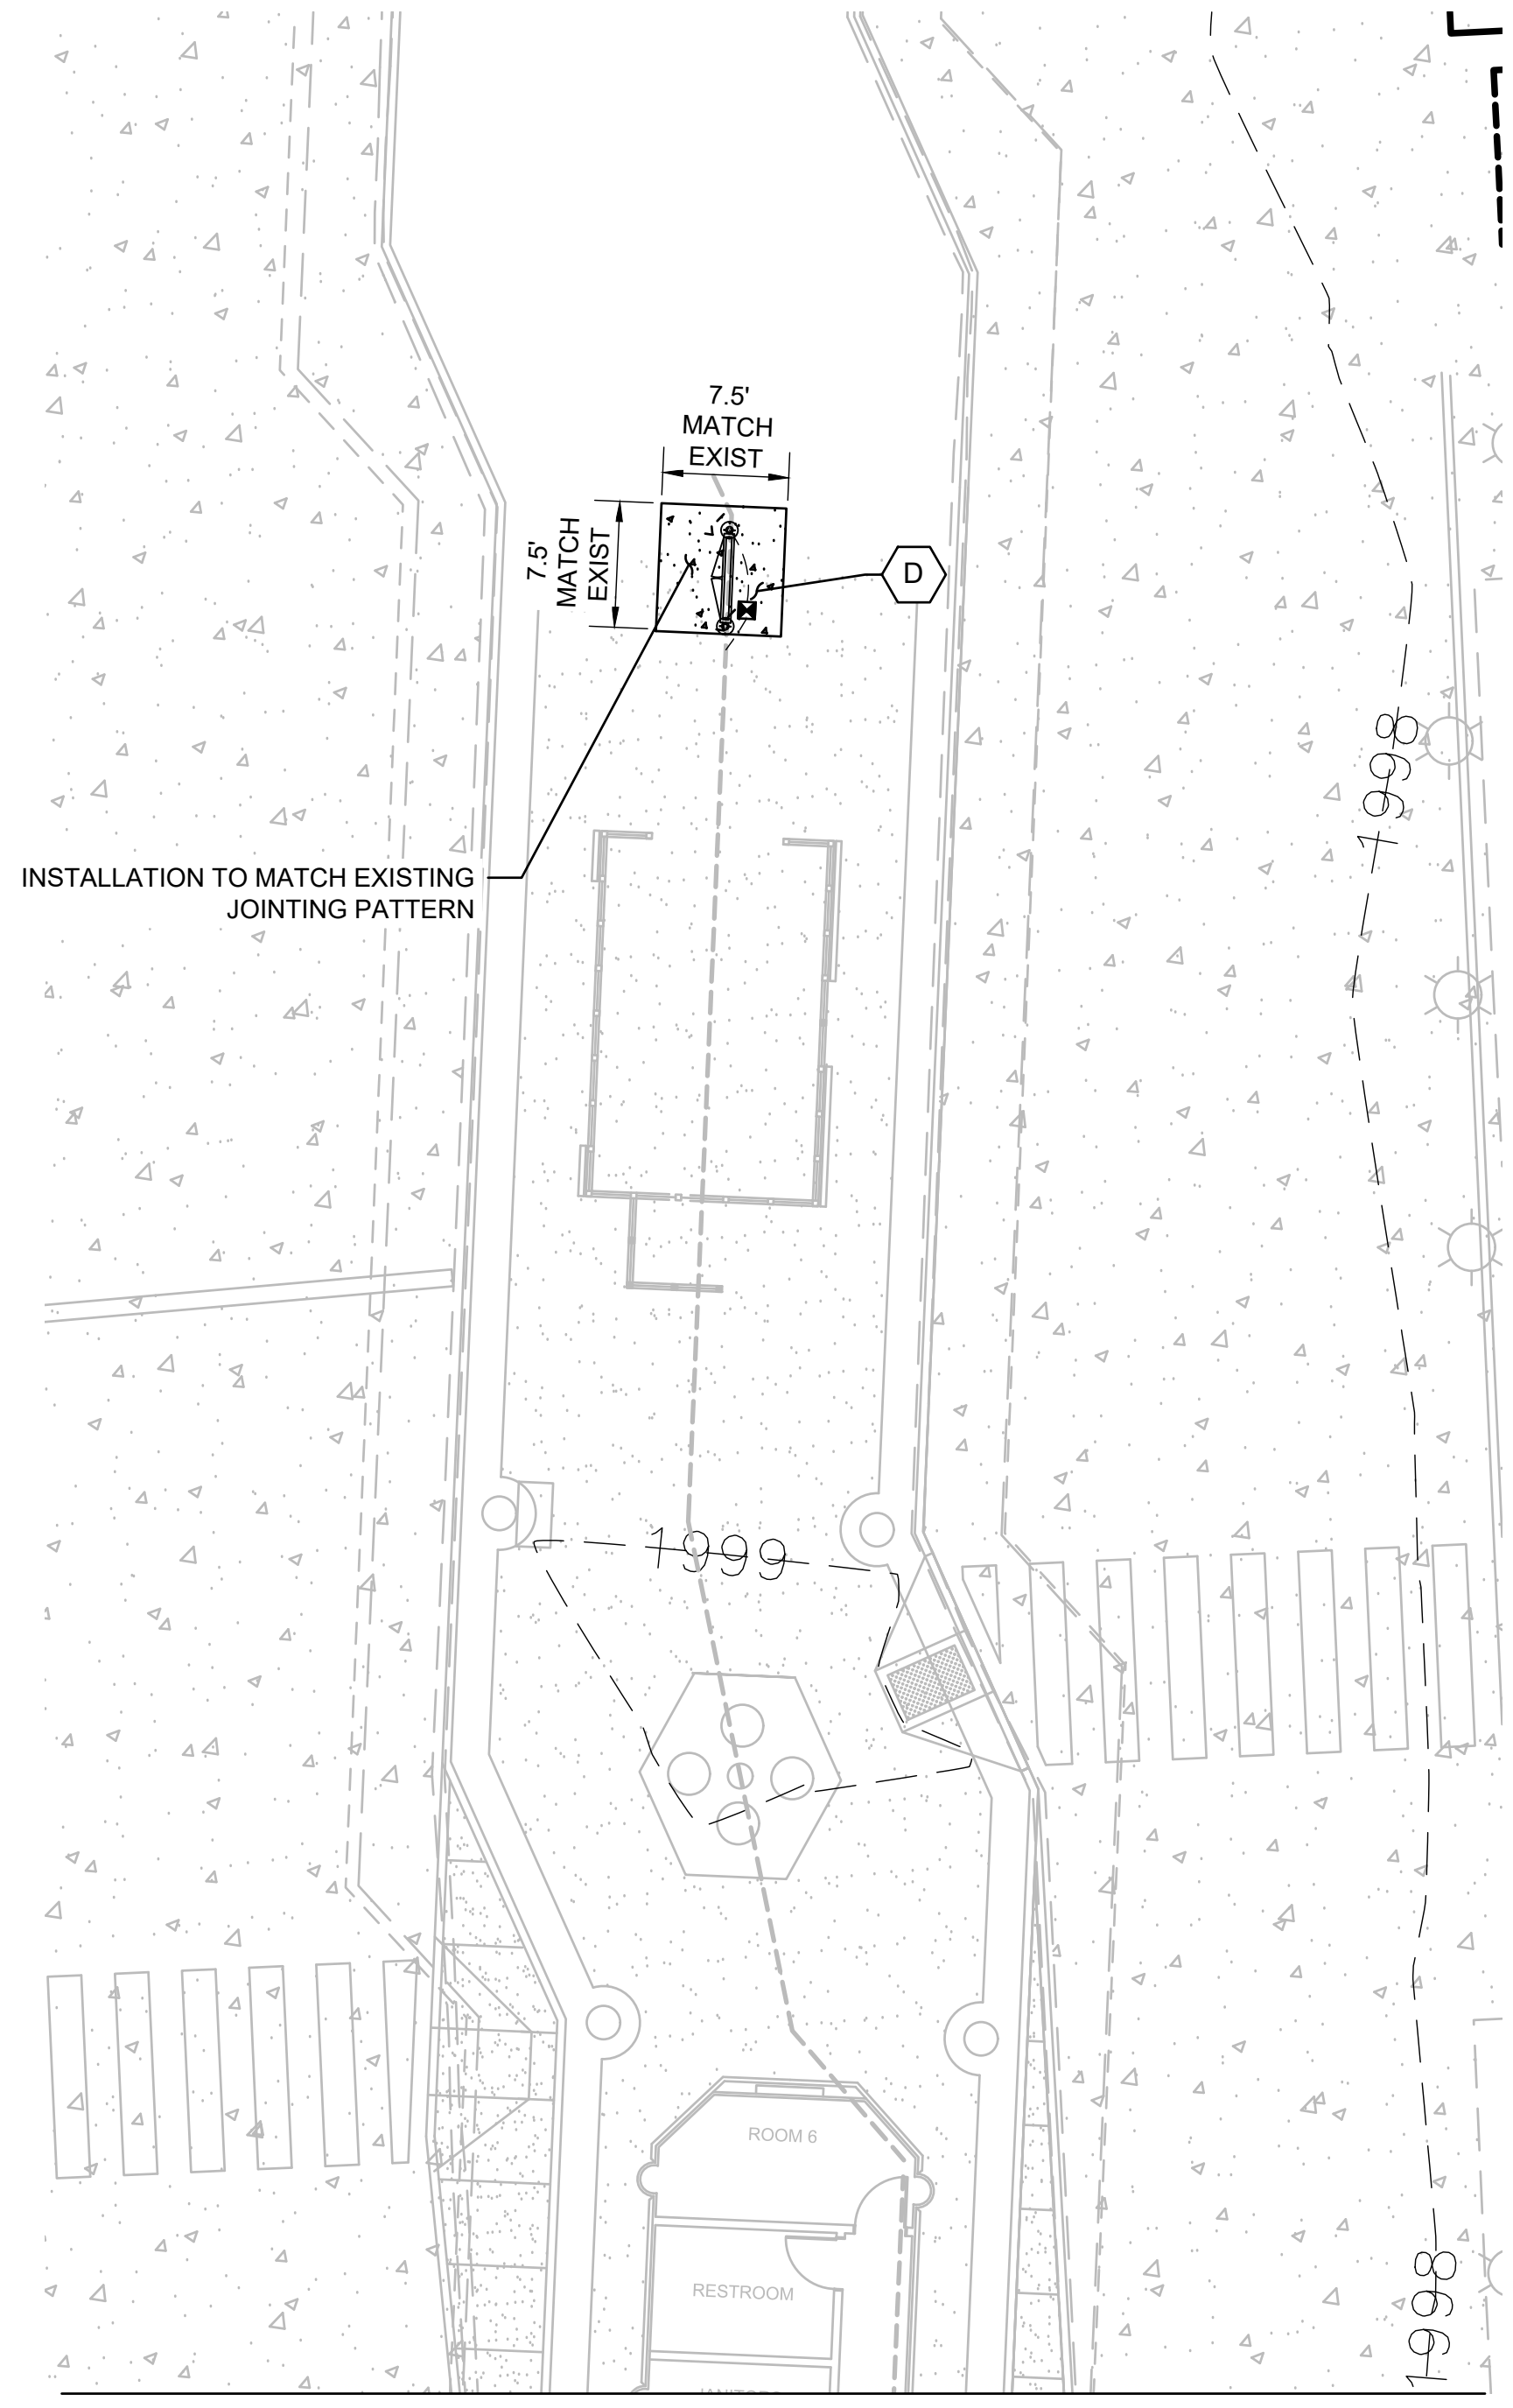 7.5'
MATCH
EXIST
7.5'
MATCH
EXIST
D
1998
INSTALLATION TO MATCH EXISTING
JOINTING PATTERN
1999
ROOM 6
RESTROOM
1998